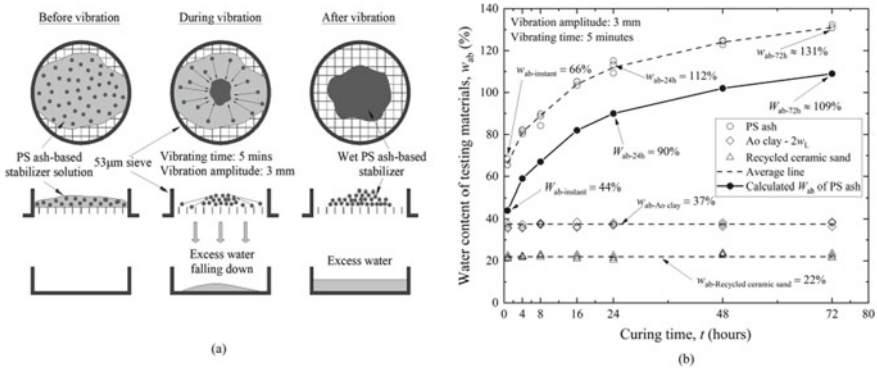 Before vibration
During vibration
After vibration
PS ash-based
stabilizer solution
53μm sieve
Vibrating time: 5 mins
Vibration amplitude: 3 mm
Wet PS ash-based
stabilizer
Excess water
falling down
Excess water
(a)
Water content of testing materials, wab (%)
140
120
100
80
60
40
20
0
Vibration amplitude: 3 mm
Vibrating time: 5 minutes
wab-instant = 66%
wab-24h = 112%
wab-72h ≈ 131%
Wab-72h ≈ 109%
Wab-24h = 90%
Wab-instant = 44%
wab-Ao clay = 37%
wab-Recycled ceramic sand = 22%
PS ash
Ao clay - 2wL
Recycled ceramic sand
Average line
Calculated Wab of PS ash
0 4 8 16 24 32 40 48 56 64 72 80
Curing time, t (hours)
(b)